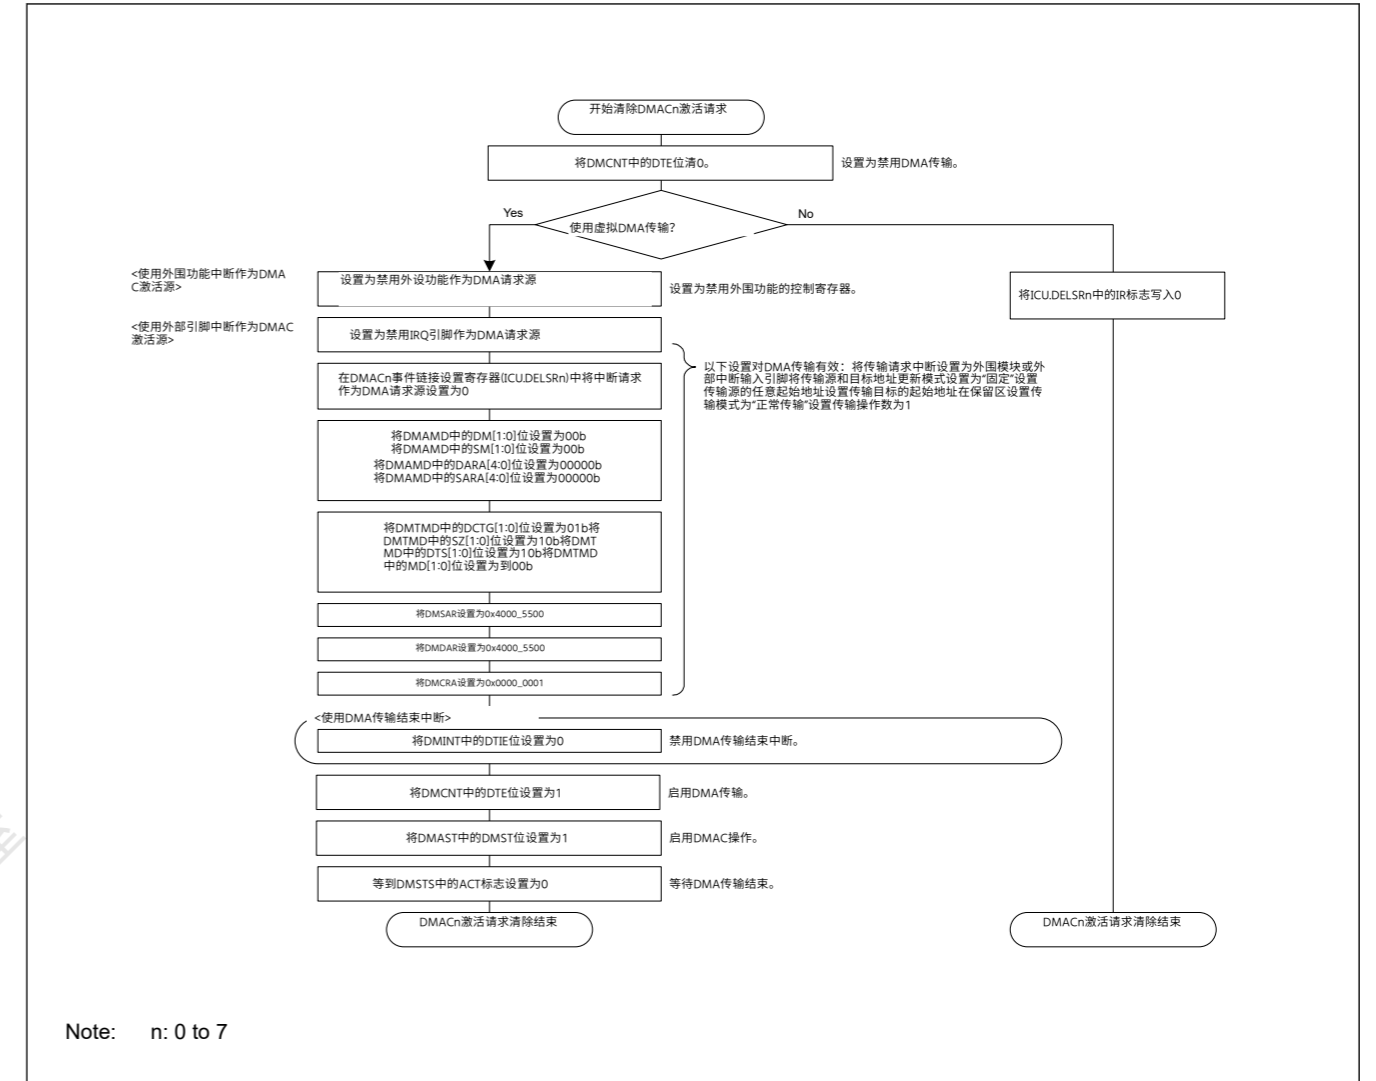 开始清除DMACn激活请求
将DMCNT中的DTE位清0。
设置为禁用DMA传输。
Yes
No
使用虚拟DMA传输?
<使用外围功能中断作为DMA
C激活源>
设置为禁用外设功能作为DMA请求源
设置为禁用外围功能的控制寄存器。
将ICU.DELSRn中的IR标志写入0
<使用外部引脚中断作为DMAC
激活源>
设置为禁用IRQ引脚作为DMA请求源
在DMACn事件链接设置寄存器(ICU.DELSRn)中将中断请求
作为DMA请求源设置为0
以下设置对DMA传输有效：将传输请求中断设置为外围模块或外
部中断输入引脚将传输源和目标地址更新模式设置为“固定”设置
传输源的任意起始地址设置传输目标的起始地址在保留区设置传
输模式为“正常传输”设置传输操作数为1
将DMAMD中的DM[1:0]位设置为00b
将DMAMD中的SM[1:0]位设置为00b
将DMAMD中的DARA[4:0]位设置为00000b
将DMAMD中的SARA[4:0]位设置为00000b
将DMTMD中的DCTG[1:0]位设置为01b将
DMTMD中的SZ[1:0]位设置为10b将DMT
MD中的DTS[1:0]位设置为10b将DMTMD
中的MD[1:0]位设置为到00b
将DMSAR设置为0x4000_5500
将DMDAR设置为0x4000_5500
将DMCRA设置为0x0000_0001
<使用DMA传输结束中断>
将DMINT中的DTIE位设置为0
禁用DMA传输结束中断。
将DMCNT中的DTE位设置为1
启用DMA传输。
将DMAST中的DMST位设置为1
启用DMAC操作。
等到DMSTS中的ACT标志设置为0
等待DMA传输结束。
DMACn激活请求清除结束
DMACn激活请求清除结束
Note: n: 0 to 7